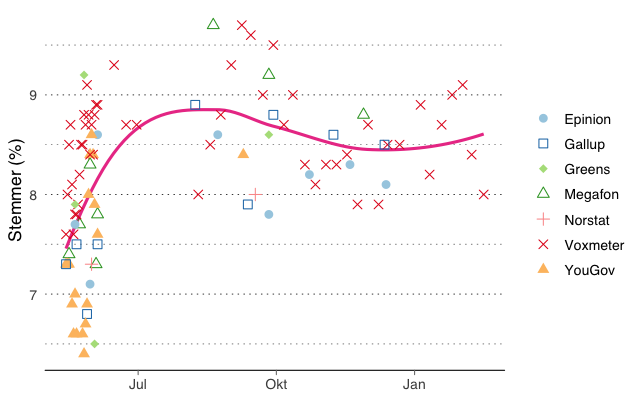 Stemmer (%)
9
8
7
Jul
Okt
Jan
Epinion
Gallup
Greens
Megafon
Norstat
Voxmeter
YouGov